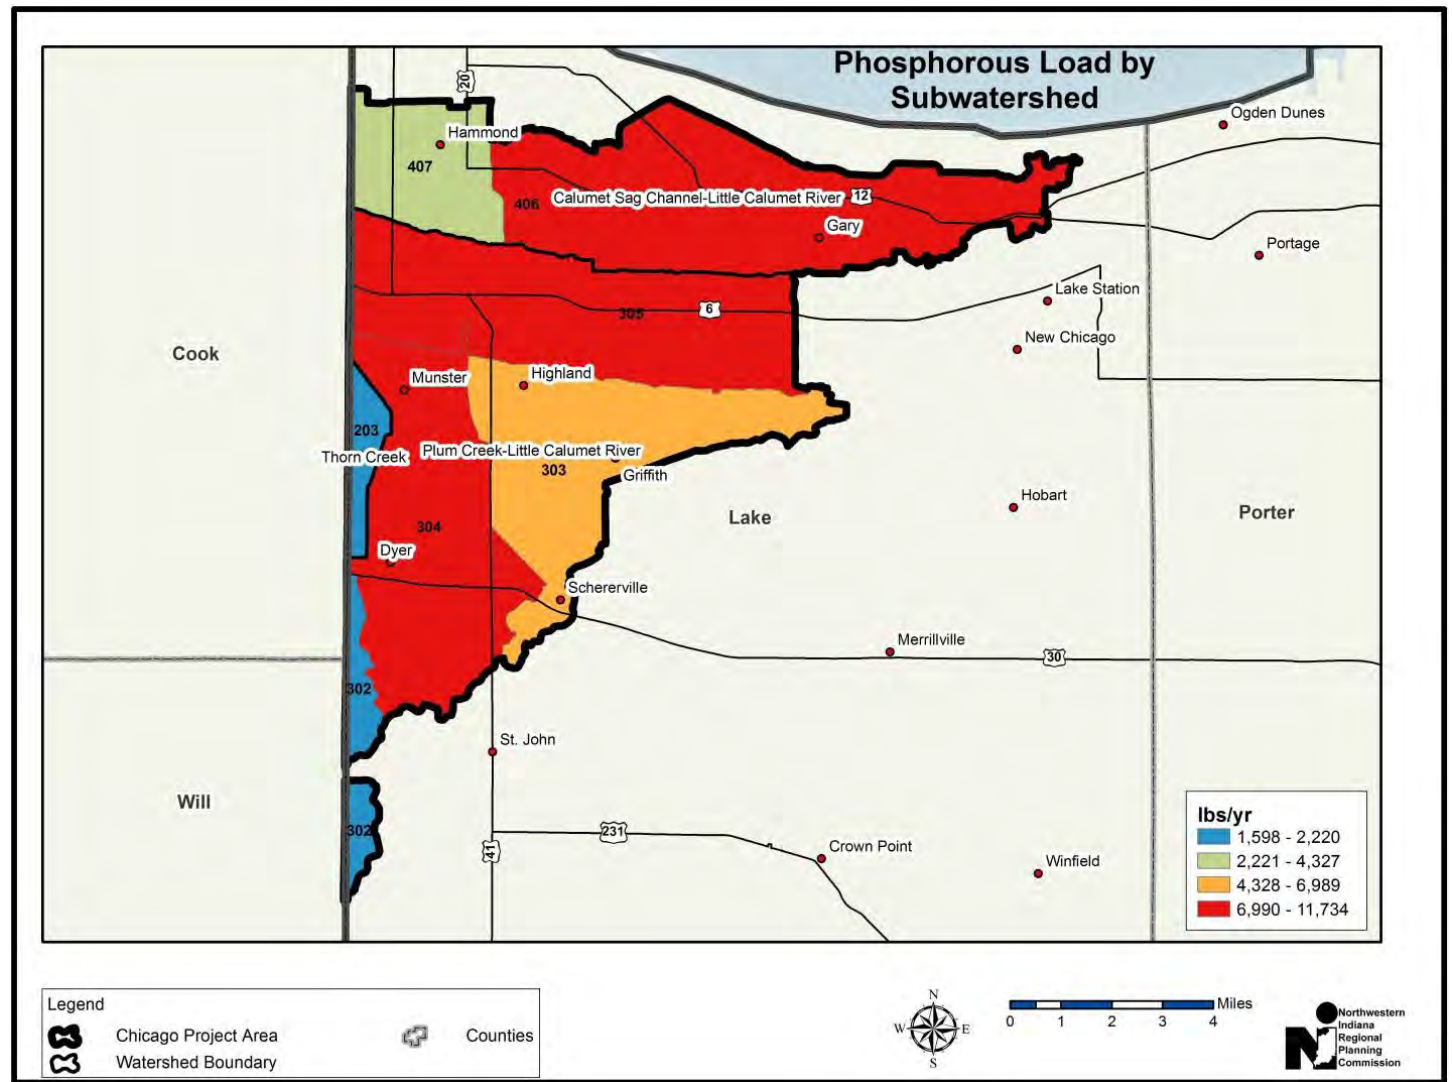 Phosphorous Load by
Subwatershed
20
Ogden Dunes
Hammond
407
406
Calumet Sag Channel-Little Calumet River
12
Gary
Portage
Lake Station
305
6
New Chicago
Cook
Munster
Highland
203
Thorn Creek
Plum Creek-Little Calumet River
303
Griffith
Hobart
Lake
Porter
304
Dyer
Schererville
Merrillville
30
302
St. John
Will
302
41
231
Crown Point
Winfield
lbs/yr
1,598 - 2,220
2,221 - 4,327
4,328 - 6,989
6,990 - 11,734
Legend
Chicago Project Area
Counties
Watershed Boundary
N
W
E
S
Miles
0 1 2 3 4
N
Northwestern
Indiana
Regional
Planning
Commission